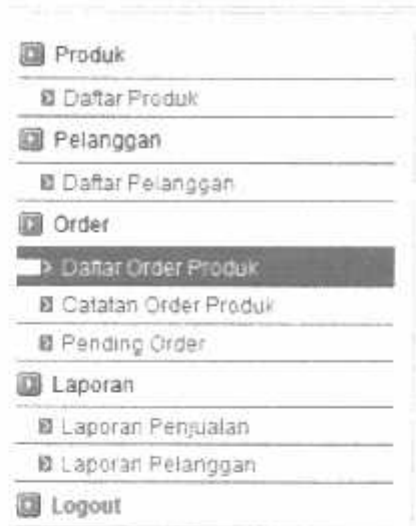 Produk
Daftar Produk
Pelanggan
Daftar Pelanggan
Order
> Daftar Order Produk
Catatan Order Produk
Pending Order
Laporan
Laporan Penjualan
Laporan Pelanggan
Logout